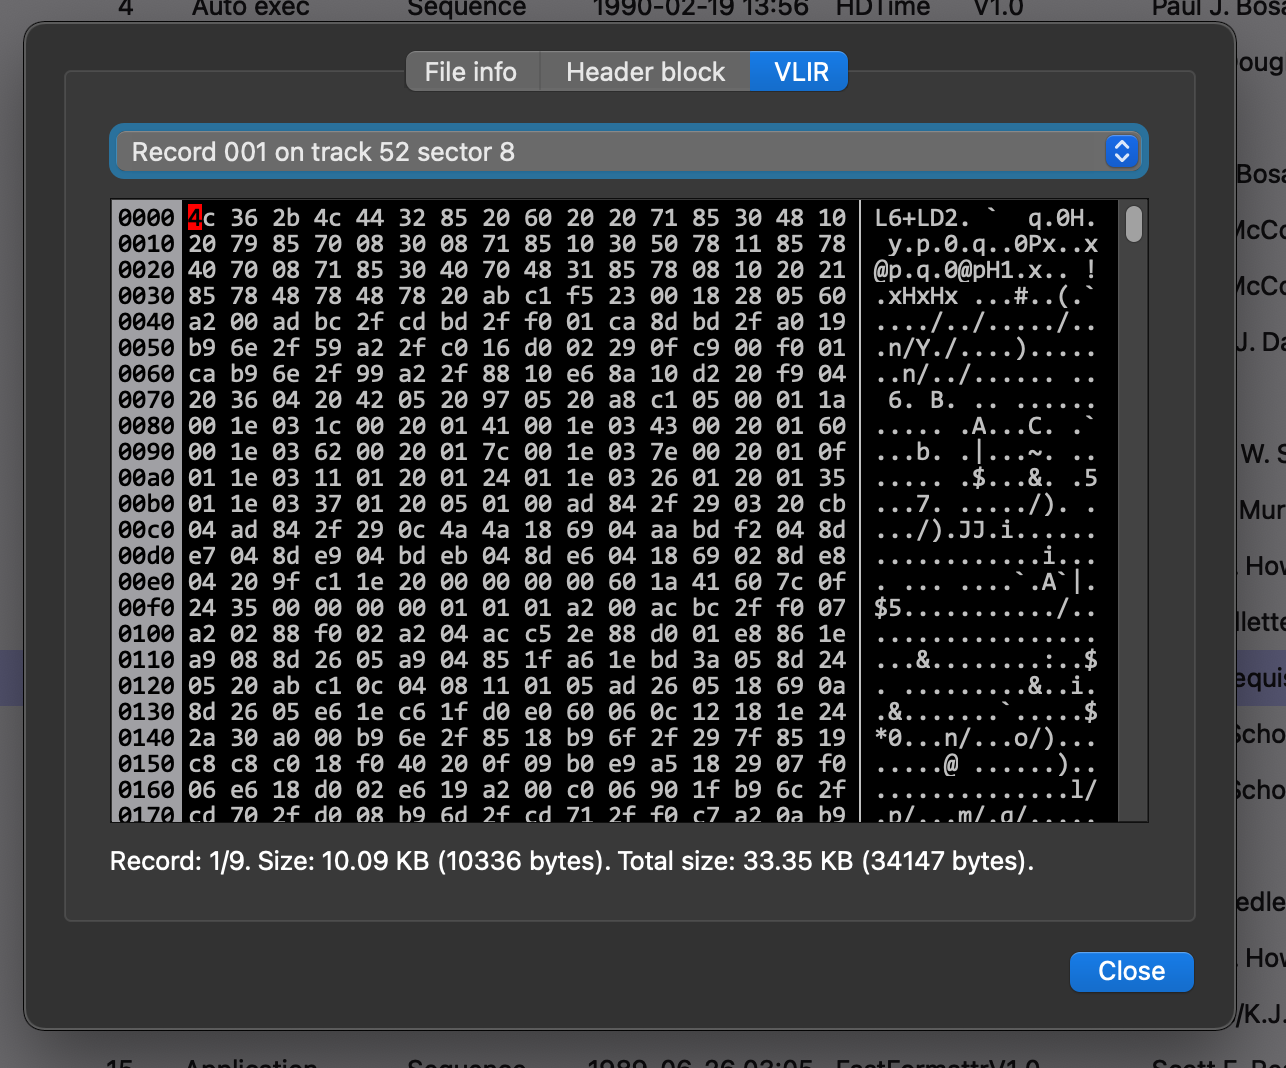 4 Auto exec Sequence 1990-02-19 13:56 HDTime V1.0 Paul J. Bosa
File info Header block VLIR
Doug
Record 001 on track 52 sector 8
Bosa
McCo
0000 4c 36 2b 4c 44 32 85 20 60 20 20 71 85 30 48 10 L6+LD2. ` q.0H.
0010 20 79 85 70 08 30 08 71 85 10 30 50 78 11 85 78 y.p.0.q..0Px..x
0020 40 70 08 71 85 30 40 70 48 31 85 78 08 10 20 21 @p.q.0@pH1.x.. !
McCo
0030 85 78 48 78 48 78 20 ab c1 f5 23 00 18 28 05 60 .xHxHx ...#..(.`
0040 a2 00 ad bc 2f cd bd 2f f0 01 ca 8d bd 2f a0 19 ..../../...../..
J. Da
0050 b9 6e 2f 59 a2 2f c0 16 d0 02 29 0f c9 00 f0 01 .n/Y./....).....
0060 ca b9 6e 2f 99 a2 2f 88 10 e6 8a 10 d2 20 f9 04 ..n/../...... ..
0070 20 36 04 20 42 05 20 97 05 20 a8 c1 05 00 01 1a 6. B. .. ......
0080 00 1e 03 1c 00 20 01 41 00 1e 03 43 00 20 01 60 ..... .A...C. .`
0090 00 1e 03 62 00 20 01 7c 00 1e 03 7e 00 20 01 0f ...b. .|...~. ..
W. S
00a0 01 1e 03 11 01 20 01 24 01 1e 03 26 01 20 01 35 ..... .$...&. .5
00b0 01 1e 03 37 01 20 05 01 00 ad 84 2f 29 03 20 cb ...7. ...../). .
Mur
00c0 04 ad 84 2f 29 0c 4a 4a 18 69 04 aa bd f2 04 8d .../).JJ.i......
00d0 e7 04 8d e9 04 bd eb 04 8d e6 04 18 69 02 8d e8 ............i...
. How
00e0 04 20 9f c1 1e 20 00 00 00 00 00 60 1a 41 60 7c 0f . .... ....`.A`|.
00f0 24 35 00 00 00 00 00 01 01 01 a2 00 ac bc 2f f0 07 $5.........../..
llette
0100 a2 02 88 f0 02 a2 04 ac c5 2e 88 d0 01 e8 86 1e ................
0110 a9 08 8d 26 05 a9 04 85 1f a6 1e bd 3a 05 8d 24 ...&........:..$
equis
0120 05 20 ab c1 0c 04 08 11 01 05 ad 26 05 18 69 0a . .........&..i.
0130 8d 26 05 e6 1e c6 1f d0 e0 60 06 0c 12 18 1e 24 .&.......`.....$
Scho
0140 2a 30 a0 00 b9 6e 2f 85 18 b9 6f 2f 29 7f 85 19 *0...n/...o/)...
0150 c8 c8 c0 18 f0 40 20 0f 09 b0 e9 a5 18 29 07 f0 .....@ ......)..
0160 06 e6 18 d0 02 e6 19 a2 00 c0 06 90 1f b9 6c 2f ..............l/
Scho
0170 cd 70 2f d0 08 b9 6d 2f cd 71 2f f0 c7 a2 0a b9 .p/...m/.q/.....
Record: 1/9. Size: 10.09 KB (10336 bytes). Total size: 33.35 KB (34147 bytes).
edle
. How
Close
/K.J.
15 Application Sequence 1989-06-26 03:05 FastFormattrV1.0 Scott E. Be